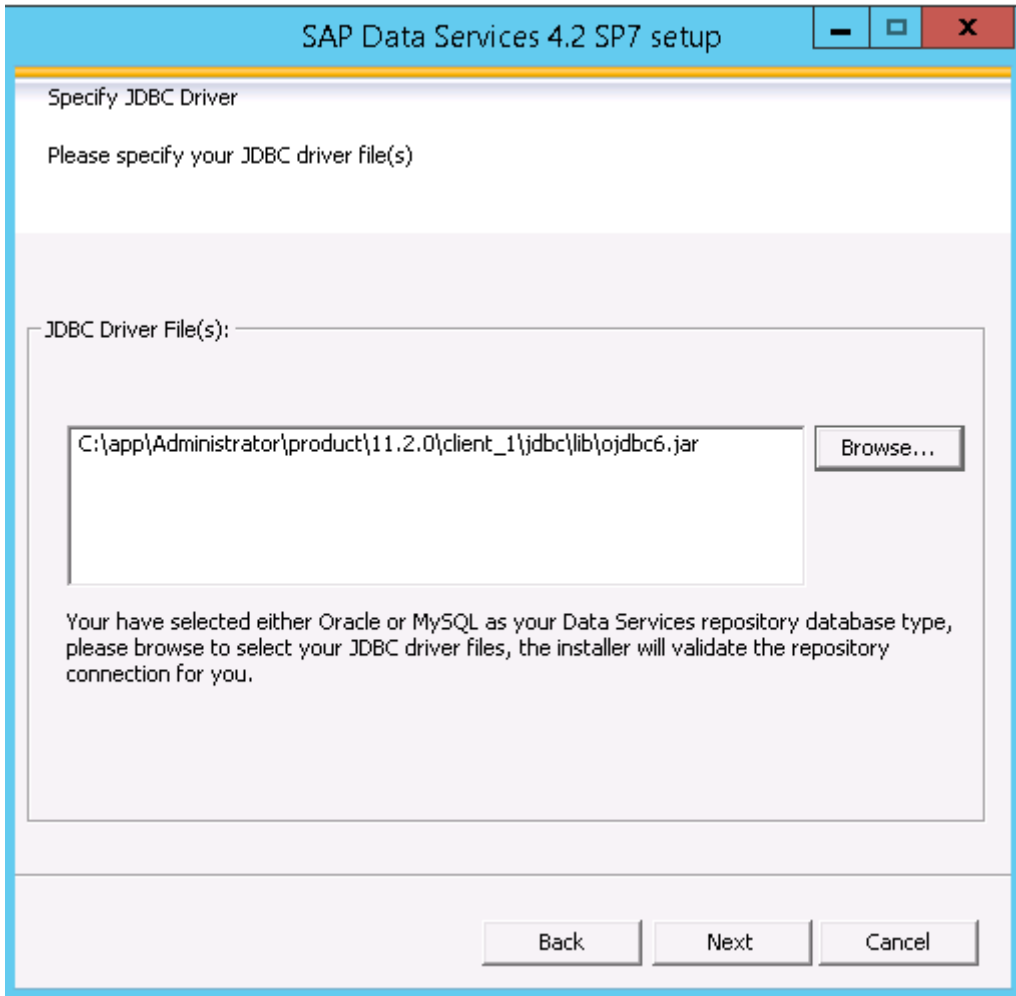 SAP Data Services 4.2 SP7 setup
Specify JDBC Driver
Please specify your JDBC driver file(s)
JDBC Driver File(s):
C:\app\Administrator\product\11.2.0\client_1\jdbc\lib\ojdbc6.jar
Browse...
Your have selected either Oracle or MySQL as your Data Services repository database type,
please browse to select your JDBC driver files, the installer will validate the repository
connection for you.
Back
Next
Cancel